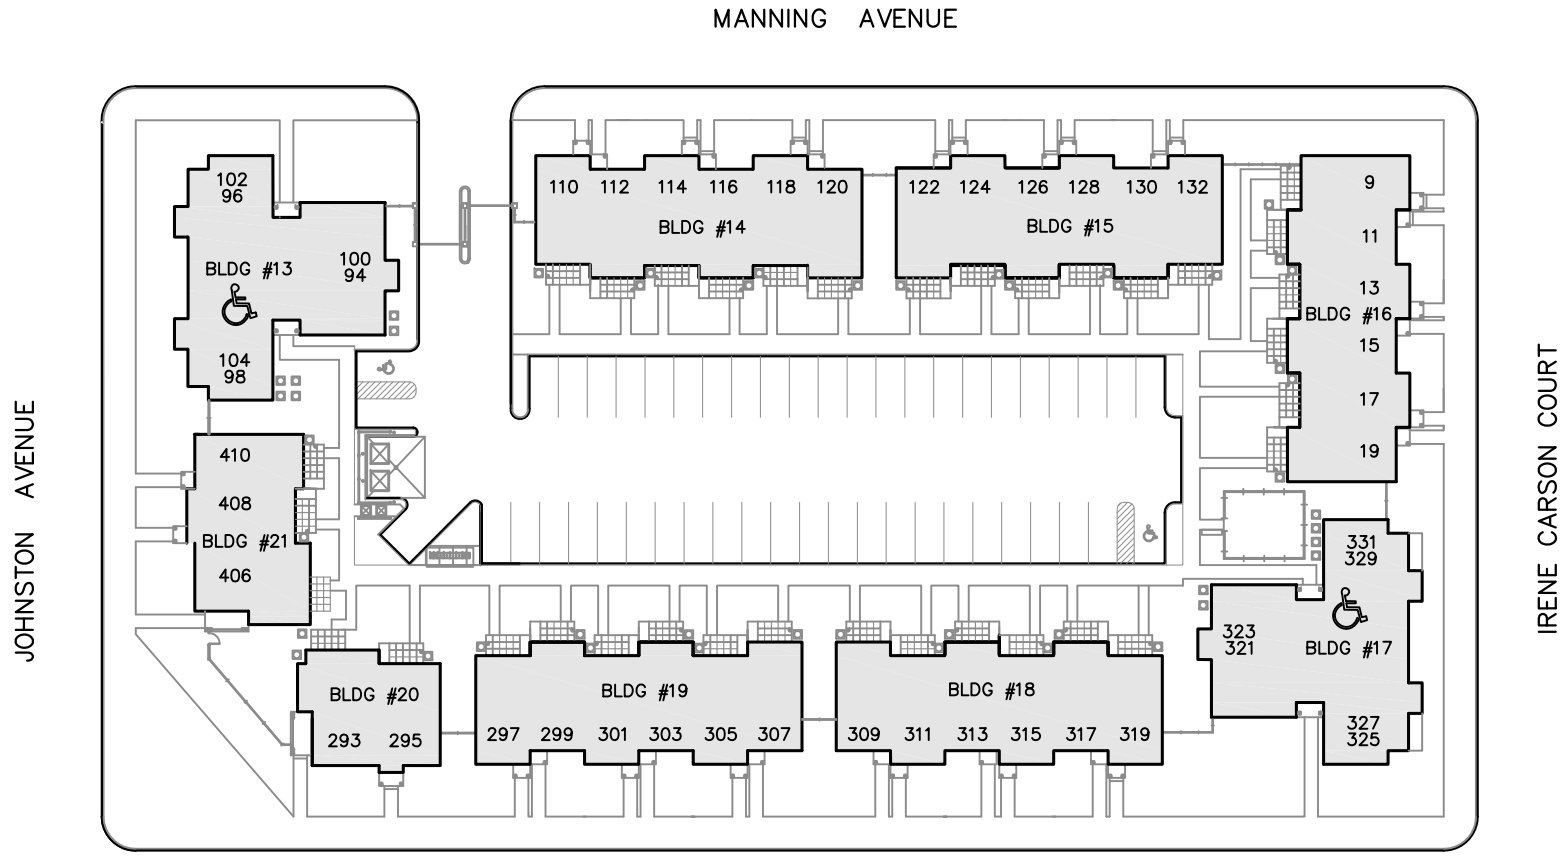 MANNING AVENUE
JOHNSTON AVENUE
IRENE CARSON COURT
102
96
BLDG #13
100
94
104
98
110 112 114 116 118 120
BLDG #14
122 124 126 128 130 132
BLDG #15
9
11
13
BLDG #16
15
17
19
410
408
BLDG #21
406
331
329
323
321
BLDG #17
327
325
BLDG #20
293 295
BLDG #19
297 299 301 303 305 307
BLDG #18
309 311 313 315 317 319